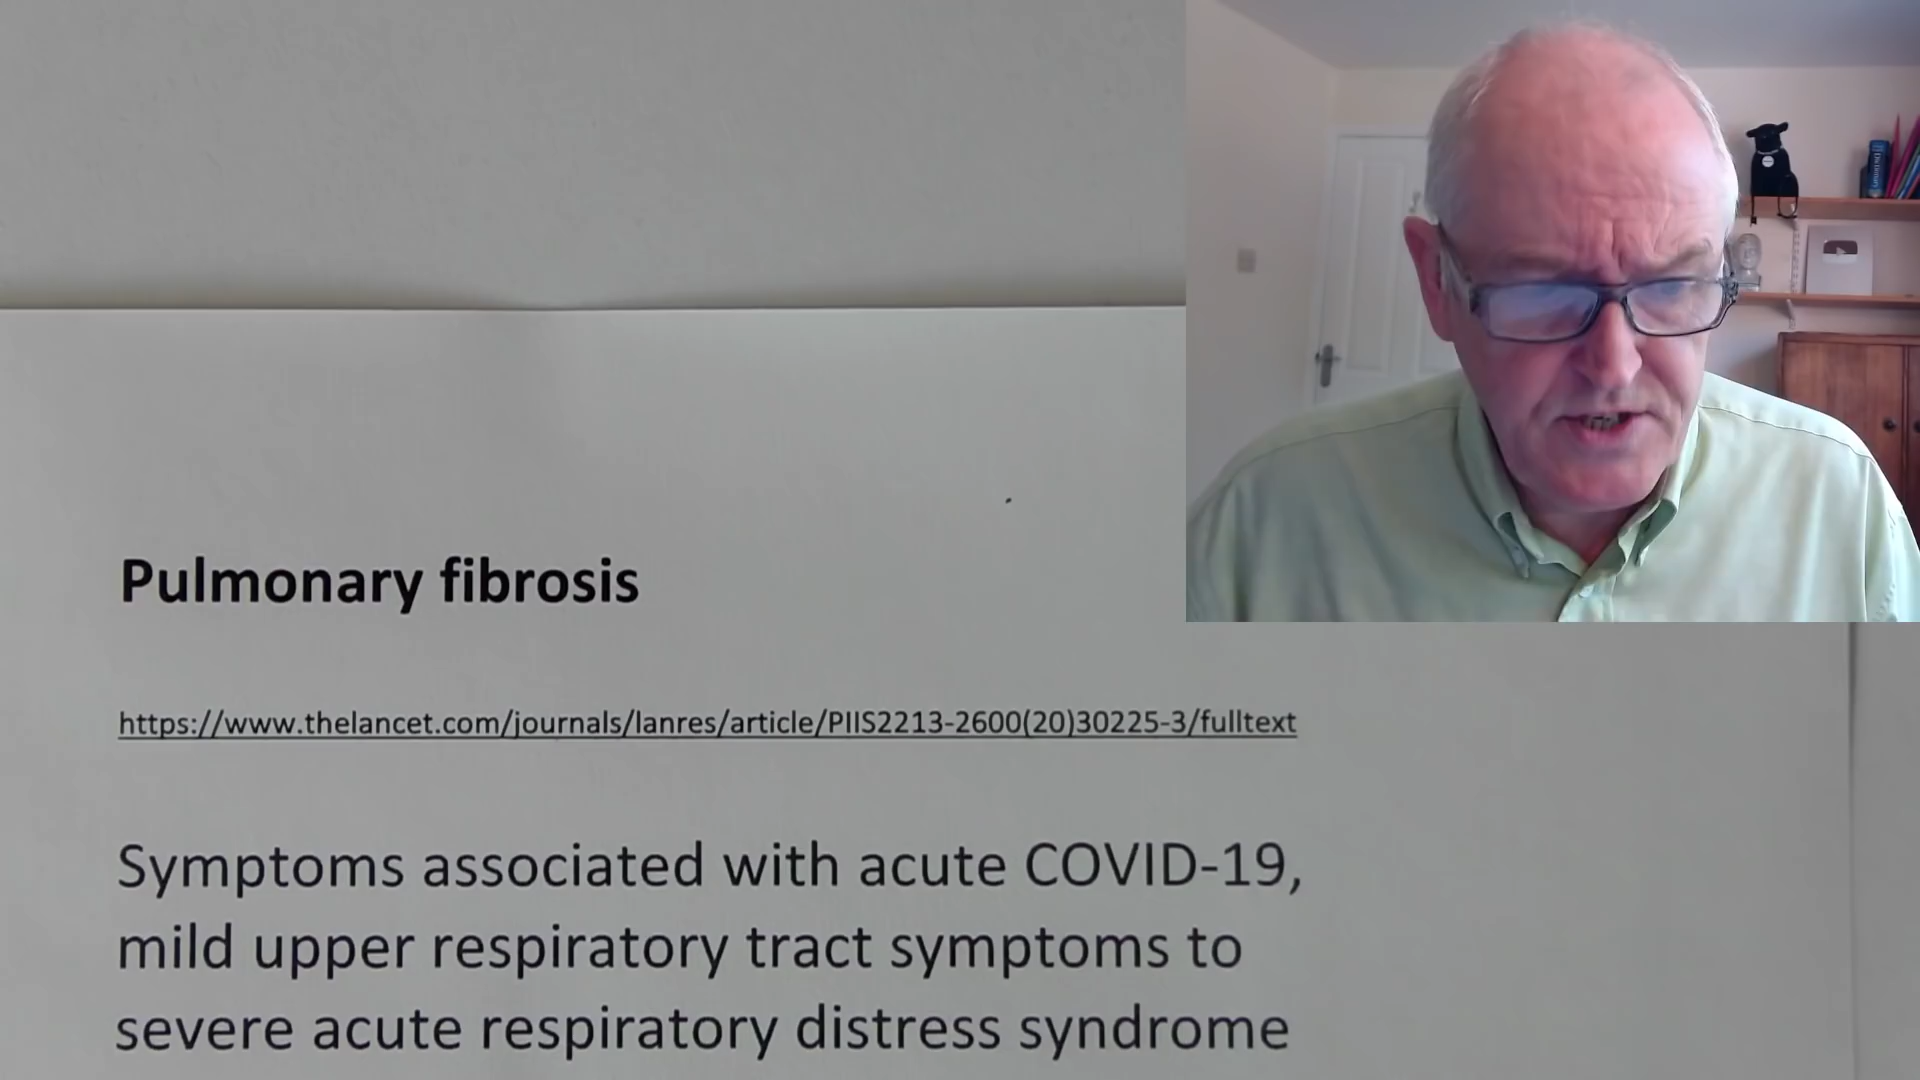 Pulmonary fibrosis
https://www.thelancet.com/journals/lanres/article/PIIS2213-2600(20)30225-3/fulltext
Symptoms associated with acute COVID-19,
mild upper respiratory tract symptoms to
severe acute respiratory distress syndrome